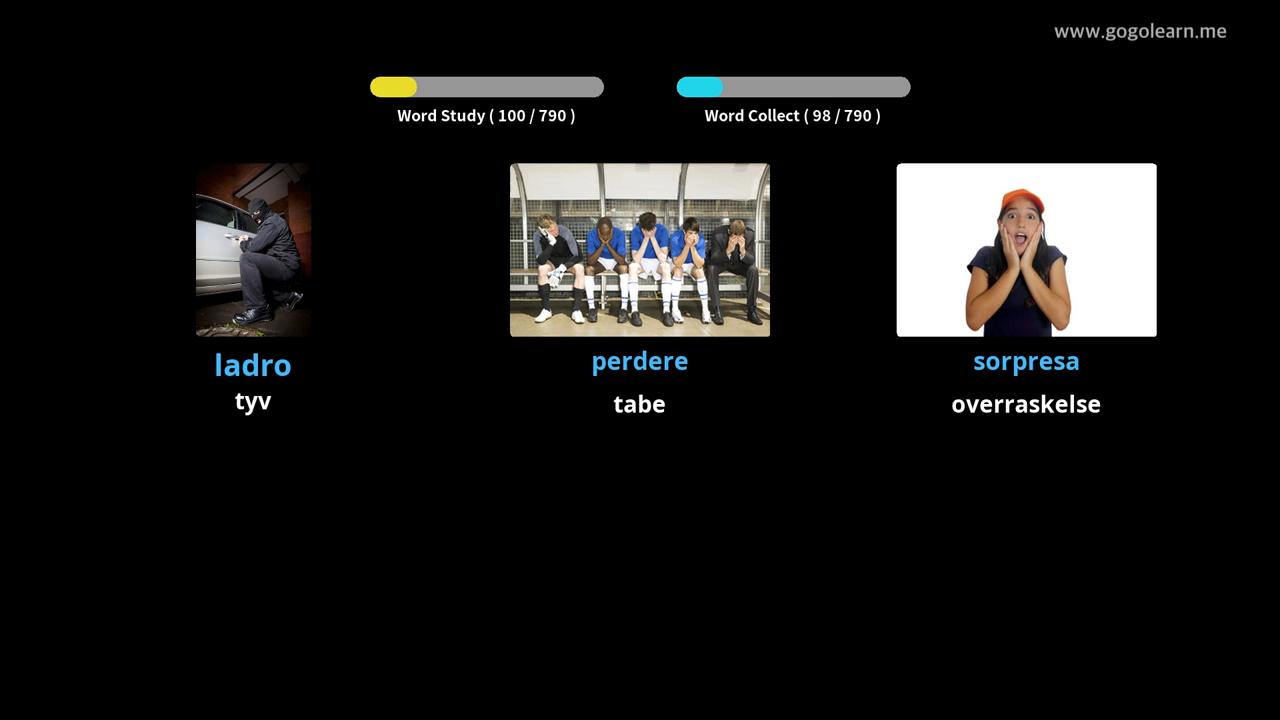 www.gogolearn.me
Word Study ( 100 / 790 )
Word Collect ( 98 / 790 )
ladro
tyv
perdere
tabe
sorpresa
overraskelse